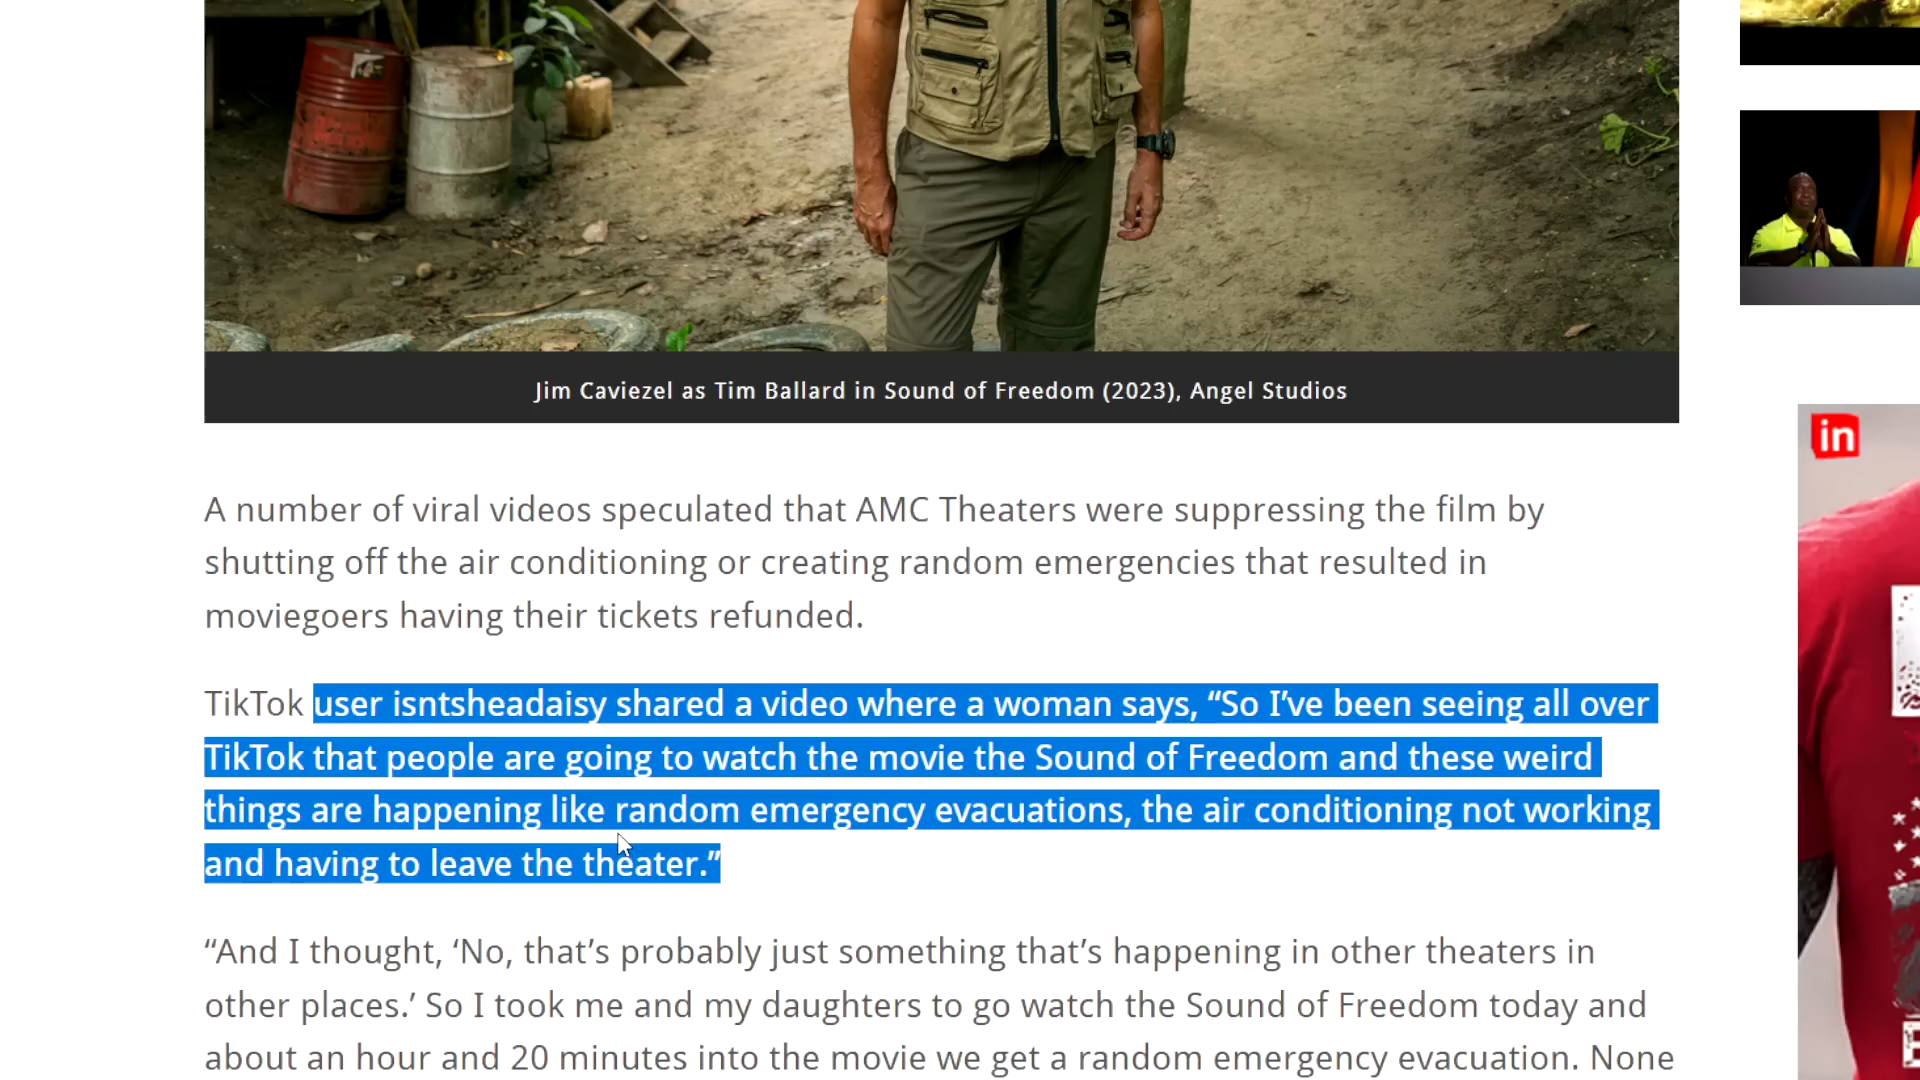 Jim Caviezel as Tim Ballard in Sound of Freedom (2023), Angel Studios
in
A number of viral videos speculated that AMC Theaters were suppressing the film by
shutting off the air conditioning or creating random emergencies that resulted in
moviegoers having their tickets refunded.
TikTok user isntsheadaisy shared a video where a woman says, “So I’ve been seeing all over
TikTok that people are going to watch the movie the Sound of Freedom and these weird
things are happening like random emergency evacuations, the air conditioning not working
and having to leave the theater.”
“And I thought, ‘No, that’s probably just something that’s happening in other theaters in
other places.’ So I took me and my daughters to go watch the Sound of Freedom today and
about an hour and 20 minutes into the movie we get a random emergency evacuation. None